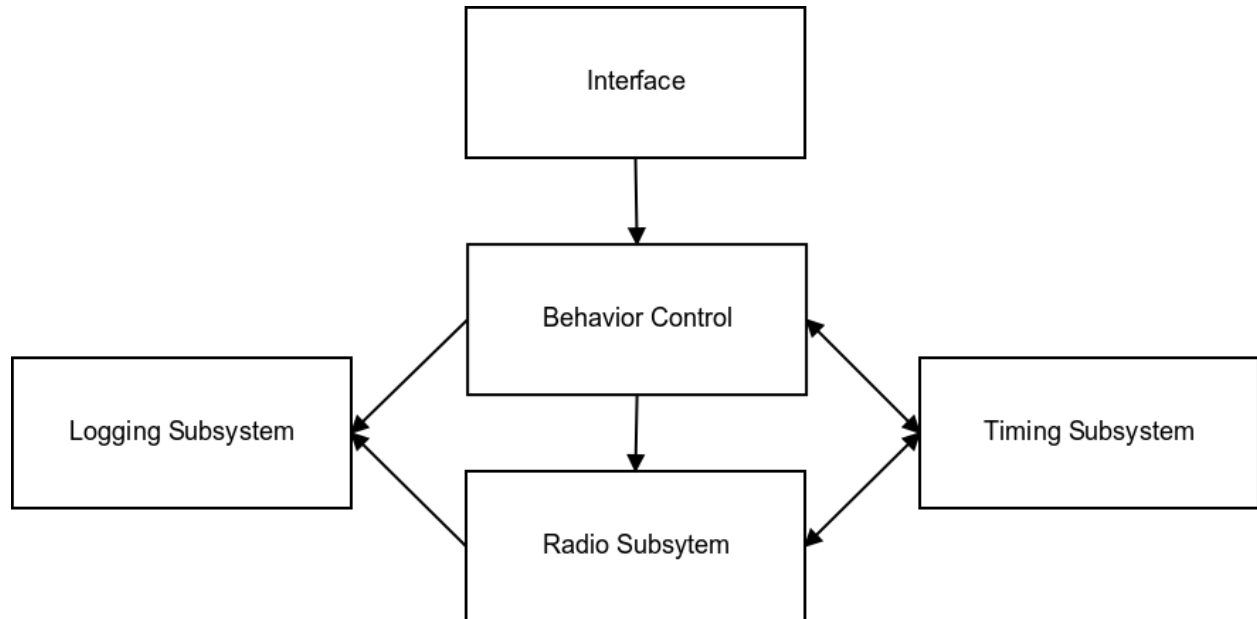 Interface
Behavior Control
Logging Subsystem
Timing Subsystem
Radio Subsytem